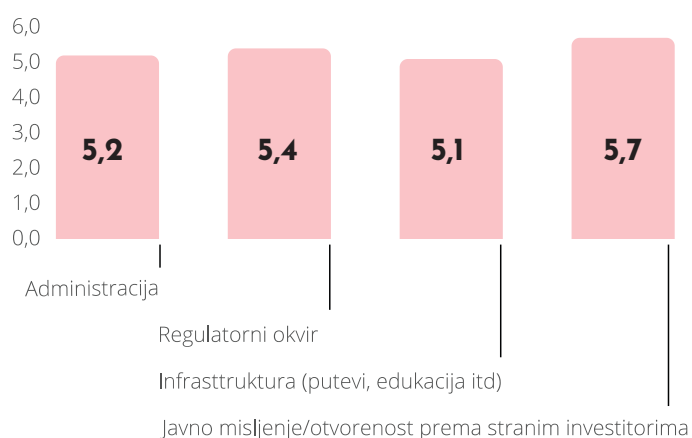 6,0
5,0
4,0
3,0
2,0
1,0
0,0
5,2
5,4
5,1
5,7
Administracija
Regulatorni okvir
Infrasttruktura (putevi, edukacija itd)
Javno misljenje/otvorenost prema stranim investitorima